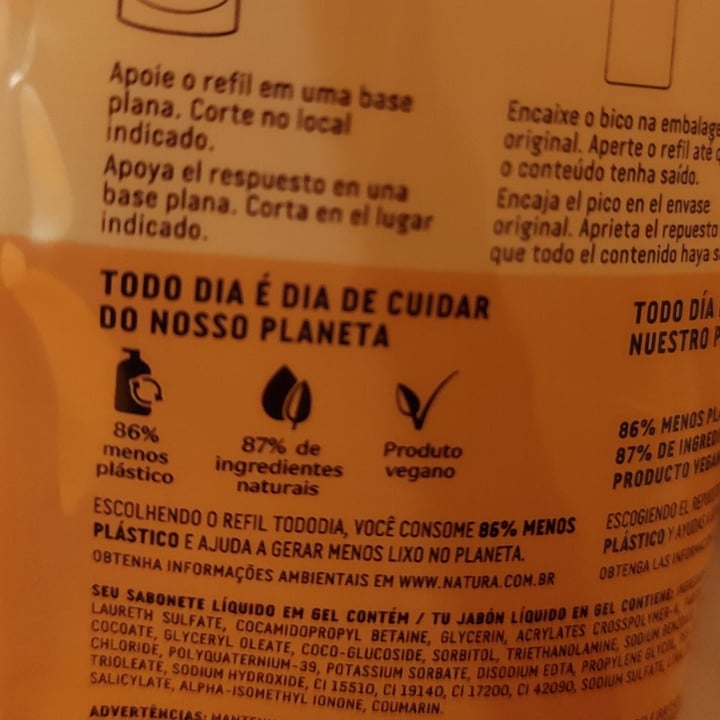 Apoie o refil em uma base
plana. Corte no local
indicado.
Apoya el respuesto en una
base plana. Corta en el lugar
indicado.
Encaixe o bico na embalage
original. Aperte o refil até
o conteúdo tenha saído.
Encaja el pico en el envase
original. Aprieta el repuesto
que todo el contenido haya
TODO DIA É DIA DE CUIDAR
DO NOSSO PLANETA
86%
menos
plástico
87% de
ingredientes
naturais
Produto
vegano
ESCOLHENDO O REFIL TODODIA, VOCÊ CONSOME 86% MENOS
PLÁSTICO E AJUDA A GERAR MENOS LIXO NO PLANETA.
OBTENHA INFORMAÇÕES AMBIENTAIS EM WWW.NATURA.COM.BR
TODO DÍA
NUESTRO P
86% MENOS PL
87% DE INGRED
PRODUCTO VEGA
ESCOGIENDO EL
PLÁSTICO Y
OBTENGA LAS
SEU SABONETE LÍQUIDO EM GEL CONTÉM / TU JABÓN LÍQUIDO EN GEL CONTIENE:
LAURETH SULFATE, COCAMIDOPROPYL BETAINE, GLYCERIN, ACRYLATES CROSSPOLYMER-4,
COCOATE, GLYCERYL OLEATE, COCO-GLUCOSIDE, SORBITOL, TRIETHANOLAMINE, SODIUM
CHLORIDE, POLYQUATERNIUM-39, POTASSIUM SORBATE, DISODIUM EDTA, PROPYLENE GLYCOL,
TRIOLEATE, SODIUM HYDROXIDE, CI 15510, CI 19140, CI 17200, CI 42090, SODIUM SULFATE,
SALICYLATE, ALPHA-ISOMETHYL IONONE, COUMARIN.
ADVERTÊNCIAS: